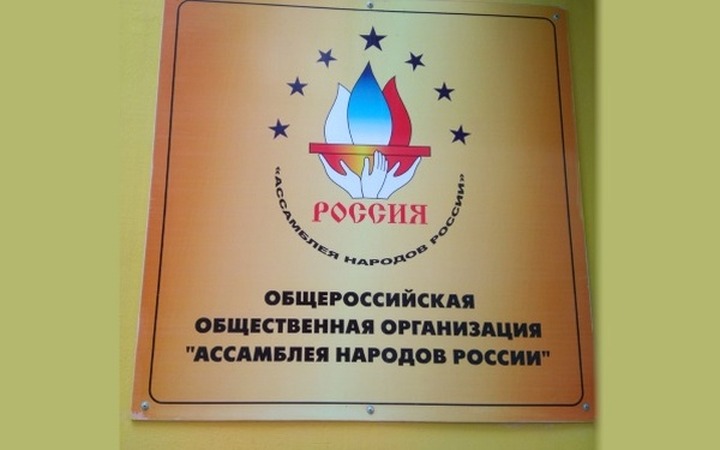 РОССИЯ
«АССАМБЛЕЯ НАРОДОВ РОССИИ»
ОБЩЕРОССИЙСКАЯ
ОБЩЕСТВЕННАЯ ОРГАНИЗАЦИЯ
"АССАМБЛЕЯ НАРОДОВ РОССИИ"